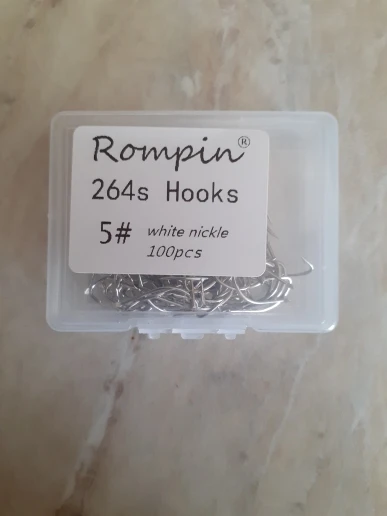 Rompin®
264s Hooks
5# white nickle
100pcs